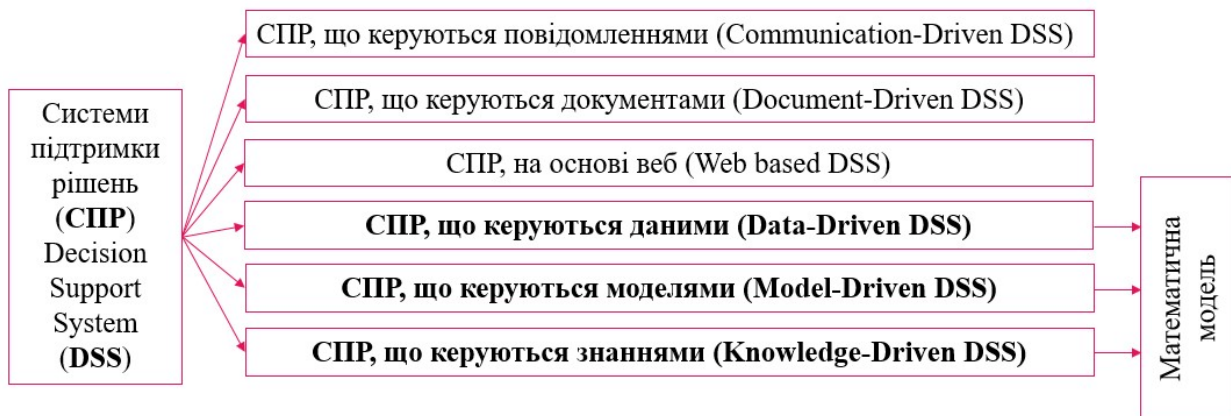 Системи
підтримки
рішень
(СПР)
Decision
Support
System
(DSS)
СПР, що керуються повідомленнями (Communication-Driven DSS)
СПР, що керуються документами (Document-Driven DSS)
СПР, на основі веб (Web based DSS)
СПР, що керуються даними (Data-Driven DSS)
СПР, що керуються моделями (Model-Driven DSS)
СПР, що керуються знаннями (Knowledge-Driven DSS)
Математична
модель